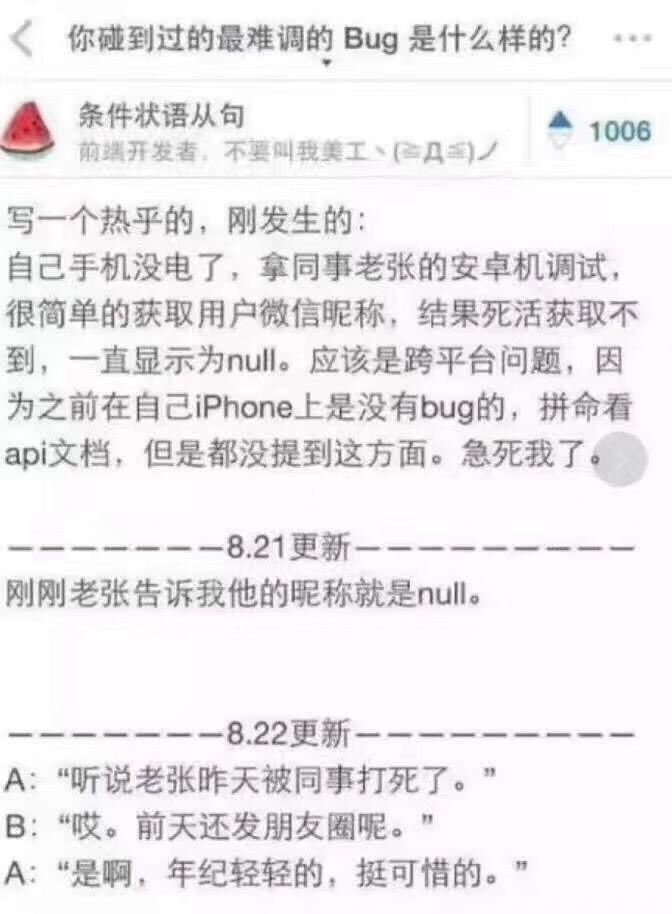 你碰到过的最难调的 Bug 是什么样的?
条件状语从句
前端开发者，不要叫我美工丶(≧Д≦)ノ
1006
写一个热乎的，刚发生的：
自己手机没电了，拿同事老张的安卓机调试，
很简单的获取用户微信昵称，结果死活获取不
到，一直显示为null。应该是跨平台问题，因
为之前在自己iPhone上是没有bug的，拼命看
api文档，但是都没提到这方面。急死我了。
－－－－－－－8.21更新－－－－－－－－－
刚刚老张告诉我他的昵称就是null。
－－－－－－－8.22更新－－－－－－－－－
A：“听说老张昨天被同事打死了。”
B：“哎。前天还发朋友圈呢。”
A：“是啊，年纪轻轻的，挺可惜的。”